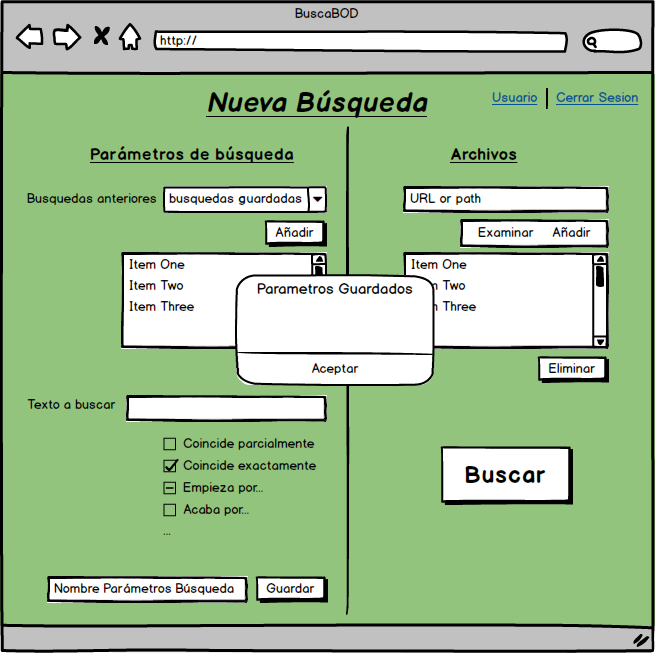 BuscaBOD
http://
Nueva Búsqueda
Usuario
Cerrar Sesion
Parámetros de búsqueda
Busquedas anteriores
busquedas guardadas
Añadir
Item One
Item Two
Item Three
Archivos
URL or path
Examinar Añadir
Item One
Item Two
Three
Eliminar
Parametros Guardados
Aceptar
Texto a buscar
Coincide parcialmente
Coincide exactamente
Empieza por...
Acaba por...
...
Buscar
Nombre Parámetros Búsqueda
Guardar